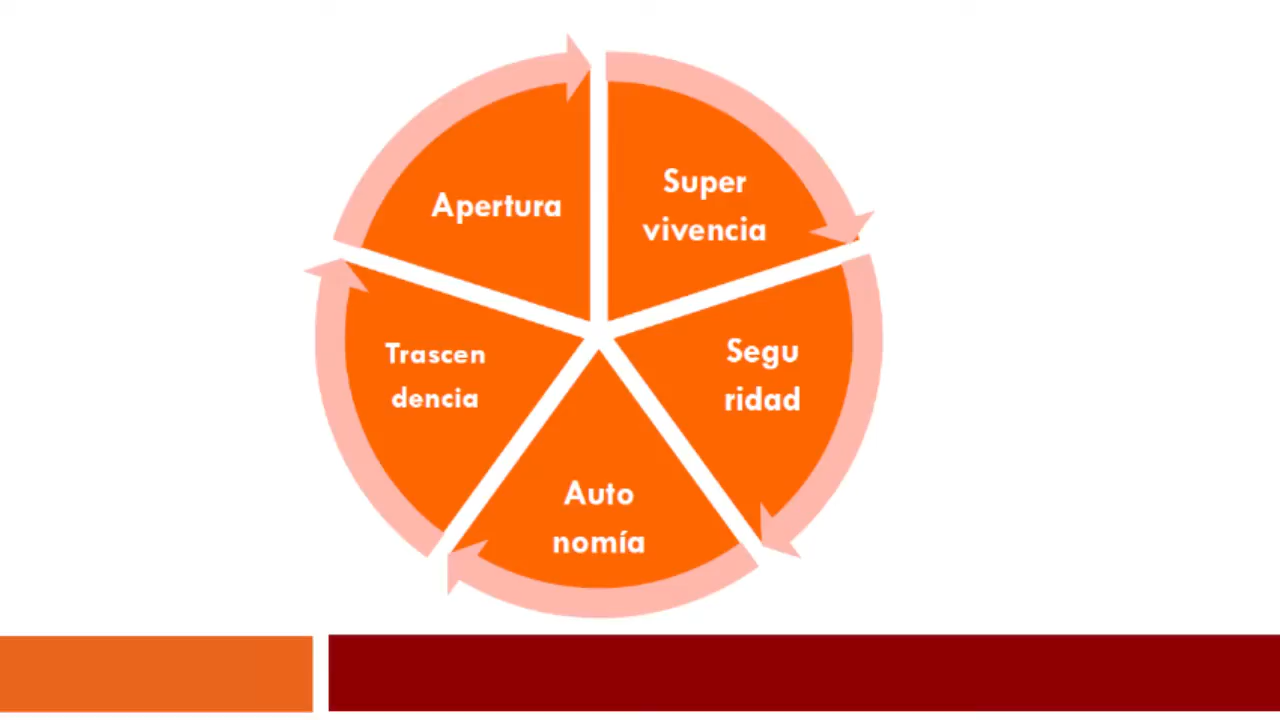 Apertura
Super
vivencia
Segu
ridad
Auto
nomía
Trascen
dencia